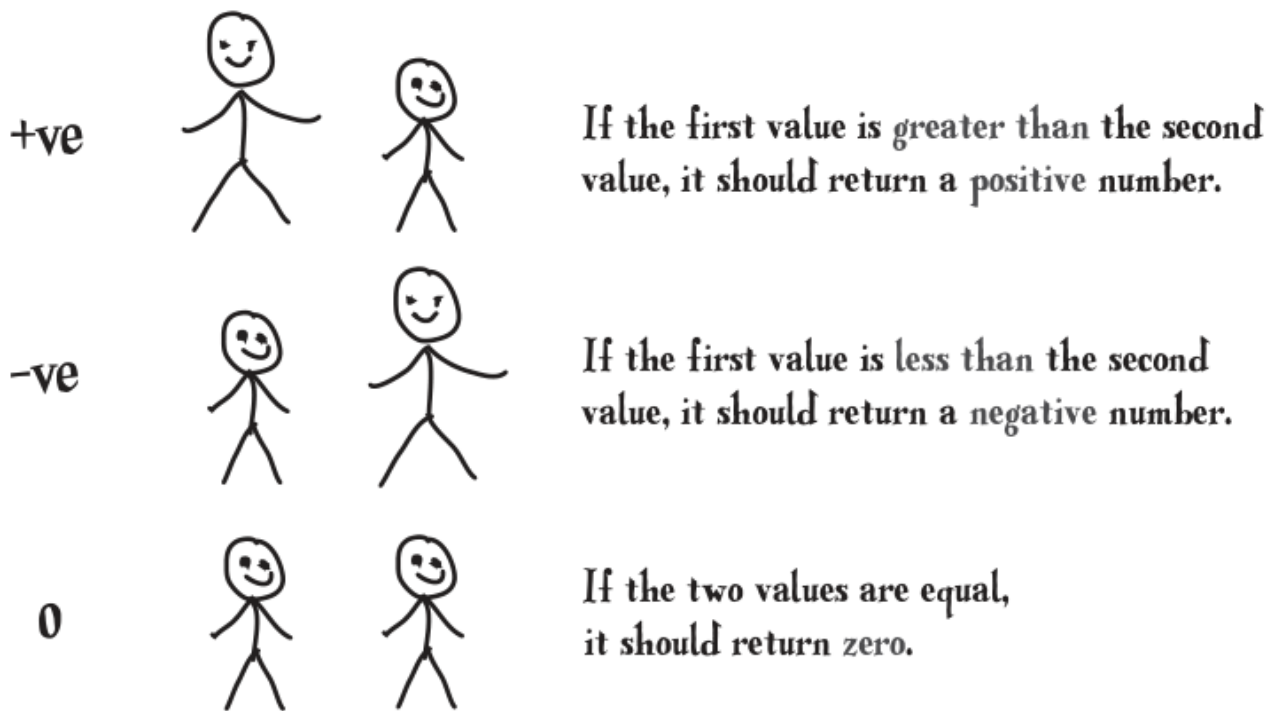 +ve
If the first value is greater than the second
value, it should return a positive number.
-ve
If the first value is less than the second
value, it should return a negative number.
0
If the two values are equal,
it should return zero.